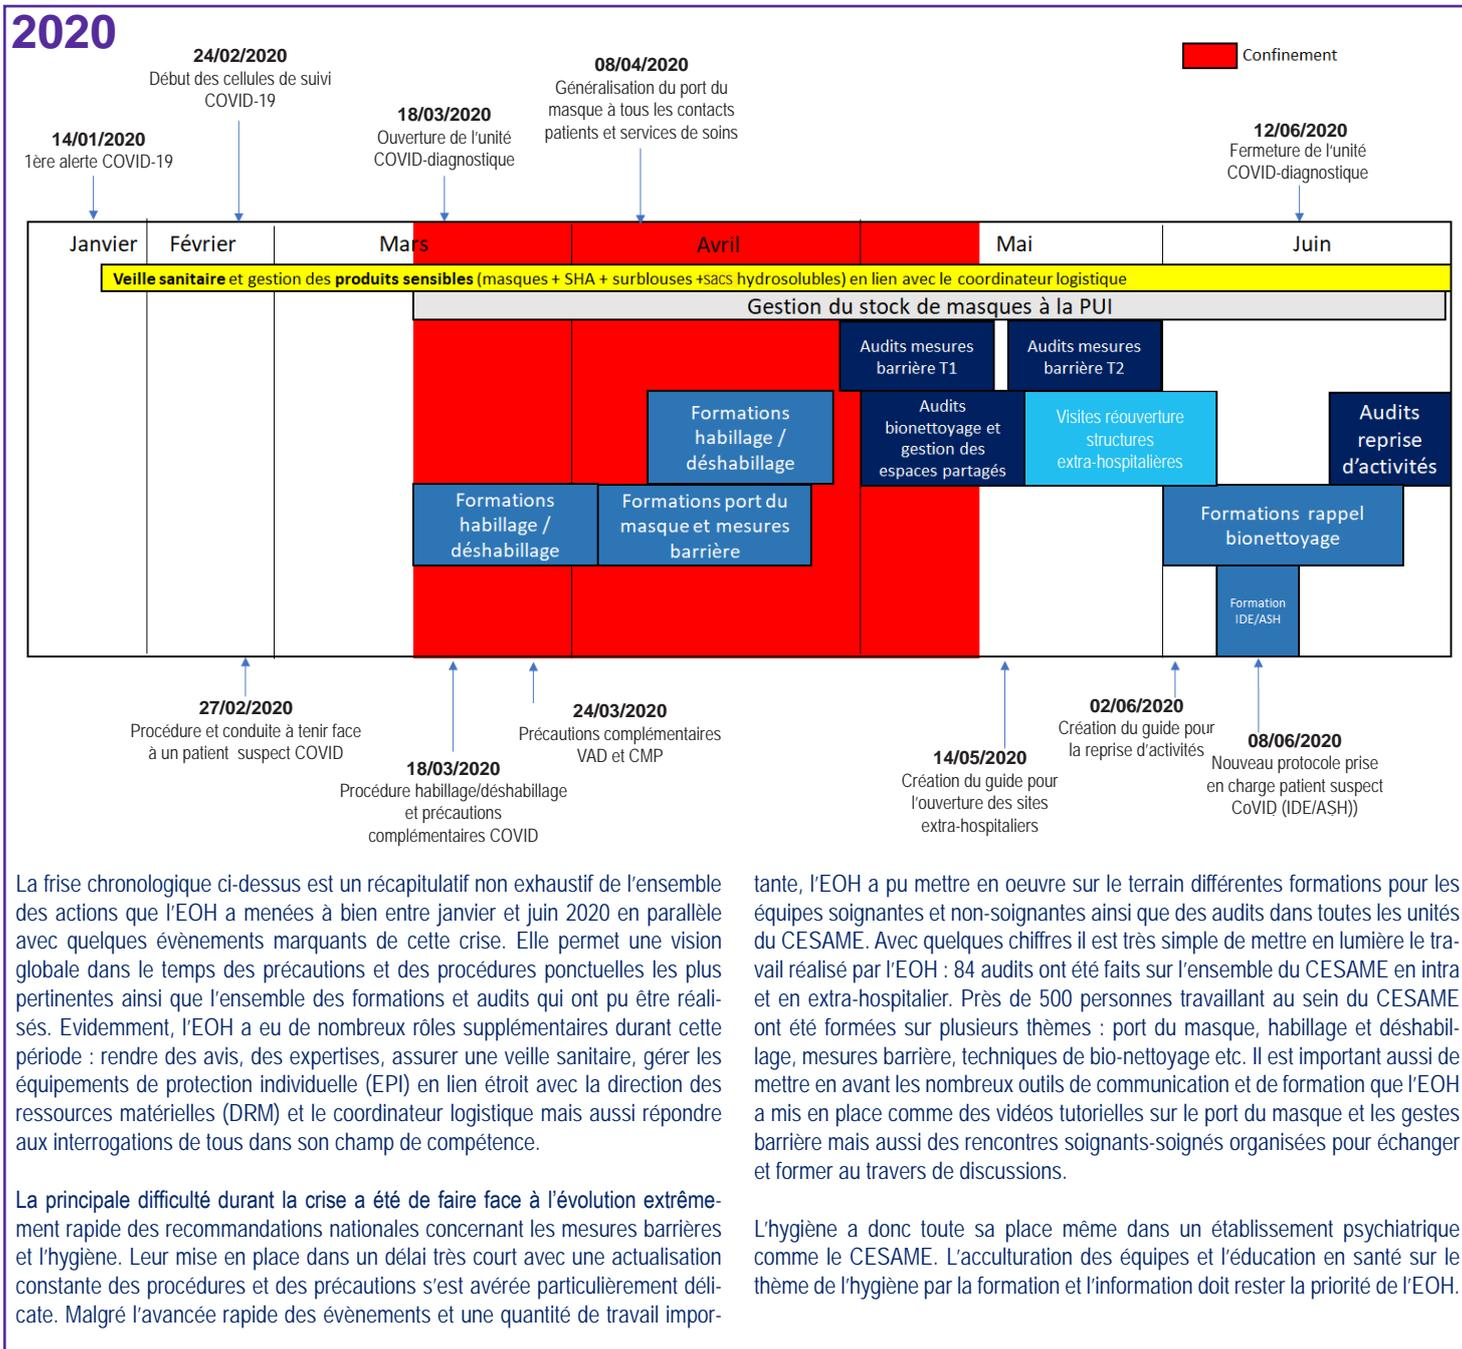 2020
24/02/2020
Début des cellules de suivi
COVID-19
08/04/2020
Généralisation du port du
masque à tous les contacts
patients et services de soins
Confinement
14/01/2020
1ère alerte COVID-19
18/03/2020
Ouverture de l'unité
COVID-diagnostique
12/06/2020
Fermeture de l'unité
COVID-diagnostique
Janvier
Février
Mars
Avril
Mai
Juin
Veille sanitaire et gestion des produits sensibles (masques + SHA + surblouses +sacs hydrosolubles) en lien avec le coordinateur logistique
Gestion du stock de masques à la PUI
Audits mesures
barrière T1
Audits mesures
barrière T2
Formations
habillage /
déshabillage
Audits
bionettoyage et
gestion des
espaces partagés
Visites réouverture
structures
extra-hospitalières
Audits
reprise
d'activités
Formations
habillage /
déshabillage
Formations port du
masque et mesures
barrière
Formations rappel
bionettoyage
Formation
IDE/ASH
27/02/2020
Procédure et conduite à tenir face
à un patient suspect COVID
18/03/2020
Procédure habillage/déshabillage
et précautions
complémentaires COVID
24/03/2020
Précautions complémentaires
VAD et CMP
14/05/2020
Création du guide pour
l'ouverture des sites
extra-hospitaliers
02/06/2020
Création du guide pour
la reprise d'activités
08/06/2020
Nouveau protocole prise
en charge patient suspect
CoVID (IDE/ASH))
La frise chronologique ci-dessus est un récapitulatif non exhaustif de l'ensemble
des actions que l'EOH a menées à bien entre janvier et juin 2020 en parallèle
avec quelques évènements marquants de cette crise. Elle permet une vision
globale dans le temps des précautions et des procédures ponctuelles les plus
pertinentes ainsi que l'ensemble des formations et audits qui ont pu être réali-
sés. Evidemment, l'EOH a eu de nombreux rôles supplémentaires durant cette
période : rendre des avis, des expertises, assurer une veille sanitaire, gérer les
équipements de protection individuelle (EPI) en lien étroit avec la direction des
ressources matérielles (DRM) et le coordinateur logistique mais aussi répondre
aux interrogations de tous dans son champ de compétence.
La principale difficulté durant la crise a été de faire face à l'évolution extrême-
ment rapide des recommandations nationales concernant les mesures barrières
et l'hygiène. Leur mise en place dans un délai très court avec une actualisation
constante des procédures et des précautions s'est avérée particulièrement déli-
cate. Malgré l'avancée rapide des évènements et une quantité de travail impor-
tante, l'EOH a pu mettre en oeuvre sur le terrain différentes formations pour les
équipes soignantes et non-soignantes ainsi que des audits dans toutes les unités
du CESAME. Avec quelques chiffres il est très simple de mettre en lumière le tra-
vail réalisé par l'EOH : 84 audits ont été faits sur l'ensemble du CESAME en intra
et en extra-hospitalier. Près de 500 personnes travaillant au sein du CESAME
ont été formées sur plusieurs thèmes : port du masque, habillage et déshabil-
lage, mesures barrière, techniques de bio-nettoyage etc. Il est important aussi de
mettre en avant les nombreux outils de communication et de formation que l'EOH
a mis en place comme des vidéos tutorielles sur le port du masque et les gestes
barrière mais aussi des rencontres soignants-soignés organisées pour échanger
et former au travers de discussions.
L'hygiène a donc toute sa place même dans un établissement psychiatrique
comme le CESAME. L'acculturation des équipes et l'éducation en santé sur le
thème de l'hygiène par la formation et l'information doit rester la priorité de l'EOH.